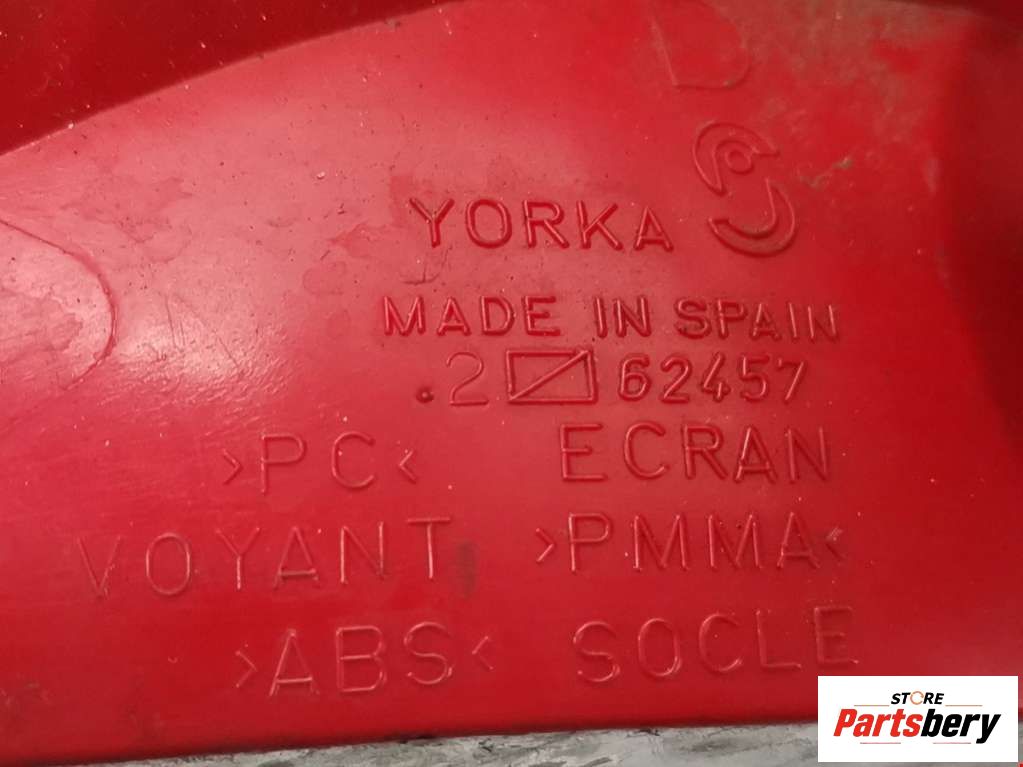 D
YORKA
MADE IN SPAIN
.2 62457
>PC< ECRAN
VOYANT >PMMA<
>ABS< SOCLE
STORE
Partsbery